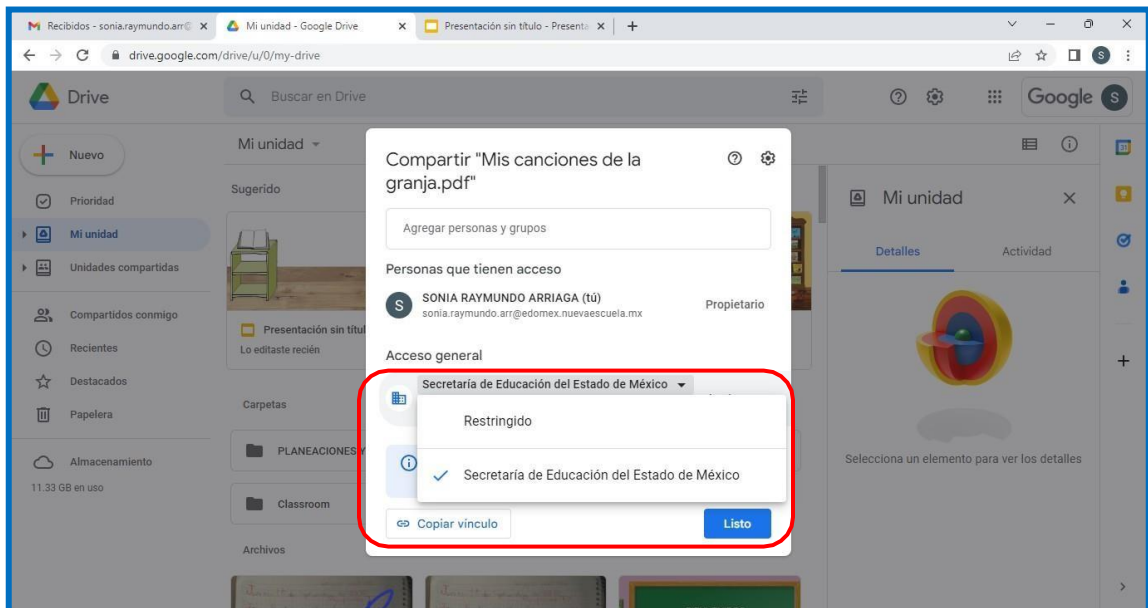 Recibidos - sonia.raymundo.arr
Mi unidad - Google Drive
Presentación sin título - Presenta
drive.google.com/drive/u/0/my-drive
S
Drive
Buscar en Drive
Google
S
Nuevo
Prioridad
Mi unidad
Unidades compartidas
Compartidos conmigo
Recientes
Destacados
Papelera
Almacenamiento
11.33 GB en uso
Mi unidad
Sugerido
Presentación sin títul
Lo editaste recién
Carpetas
PLANEACIONES Y
Classroom
Archivos
Compartir "Mis canciones de la
granja.pdf"
Agregar personas y grupos
Personas que tienen acceso
S
SONIA RAYMUNDO ARRIAGA (tú)
sonia.raymundo.arr@edomex.nuevaescuela.mx
Propietario
Acceso general
Secretaría de Educación del Estado de México
Restringido
Secretaría de Educación del Estado de México
Copiar vínculo
Listo
Mi unidad
Detalles
Actividad
Selecciona un elemento para ver los detalles
31